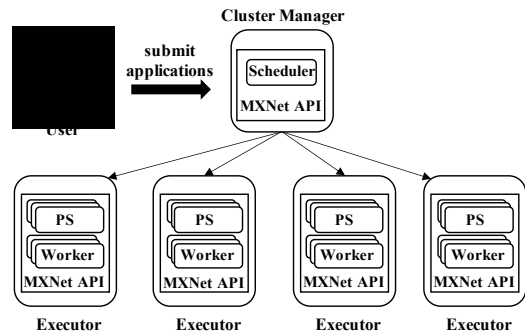 Cluster Manager
submit
applications
Scheduler
MXNet API
User
PS
Worker
MXNet API
Executor
PS
Worker
MXNet API
Executor
PS
Worker
MXNet API
Executor
PS
Worker
MXNet API
Executor